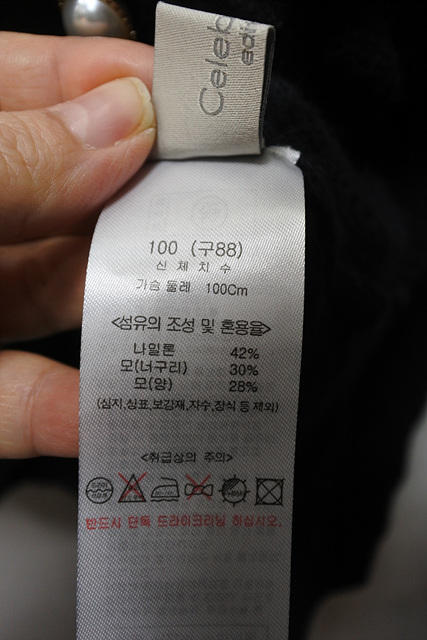 Celeb
edi
100 (구88)
신 체 치 수
가슴 둘레 100Cm
<섬유의 조성 및 혼용율>
나일론 42%
모(너구리) 30%
모(양) 28%
(심지,상표,보강재,자수,장식 등 제외)
<취급상의 주의>
반드시 단독 드라이크리닝 하십시오.